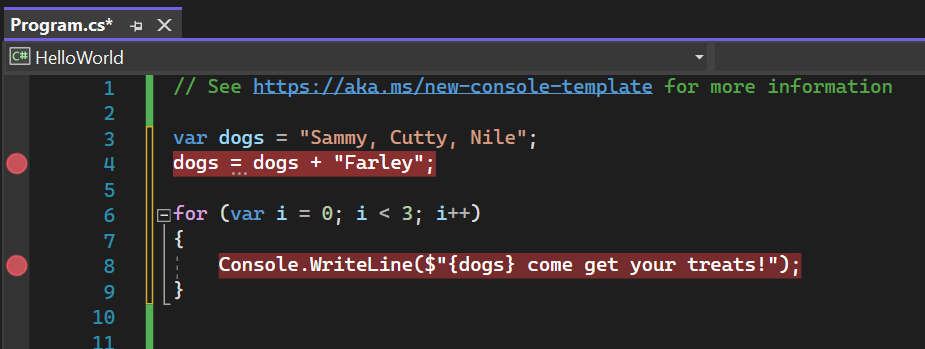 Program.cs*
C# HelloWorld
1 // See https://aka.ms/new-console-template for more information
2
3 var dogs = "Sammy, Cutty, Nile";
4 dogs = dogs + "Farley";
5
6 for (var i = 0; i < 3; i++)
7 {
8 Console.WriteLine($"{dogs} come get your treats!");
9 }
10
11